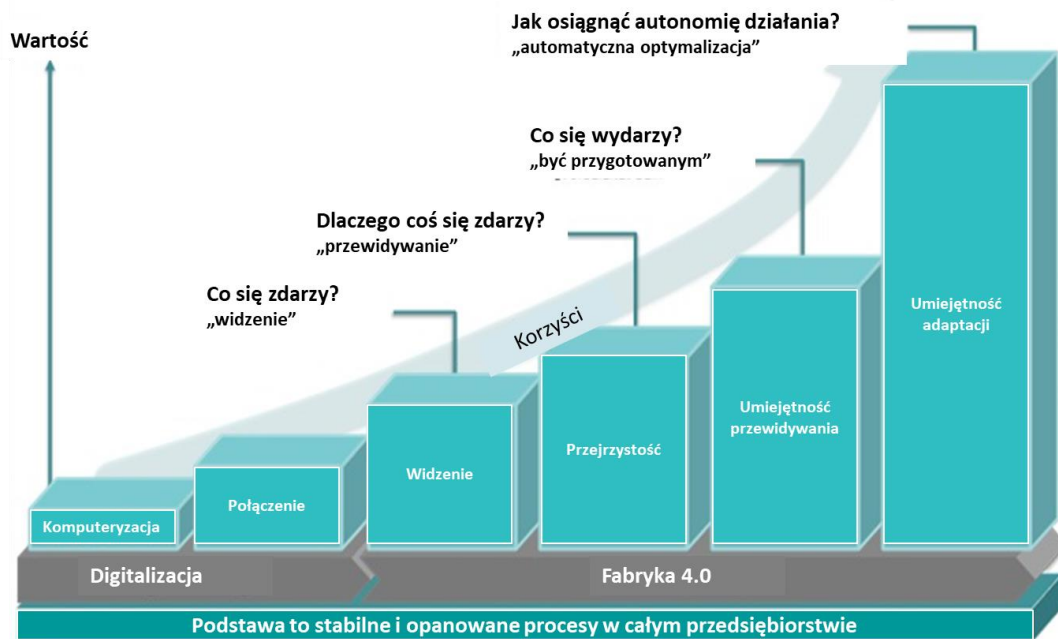 Jak osiągnąć autonomię działania?
„automatyczna optymalizacja”
Wartość
Co się wydarzy?
„być przygotowanym”
Dlaczego coś się zdarzy?
„przewidywanie”
Co się zdarzy?
„widzenie”
Korzyści
Umiejętność
adaptacji
Umiejętność
przewidywania
Przejrzystość
Widzenie
Połączenie
Komputeryzacja
Digitalizacja
Fabryka 4.0
Podstawa to stabilne i opanowane procesy w całym przedsiębiorstwie